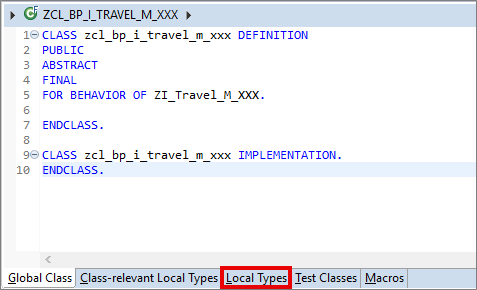 ZCL_BP_I_TRAVEL_M_XXX
1 CLASS zcl_bp_i_travel_m_xxx DEFINITION
2 PUBLIC
3 ABSTRACT
4 FINAL
5 FOR BEHAVIOR OF ZI_Travel_M_XXX.
6
7 ENDCLASS.
8
9 CLASS zcl_bp_i_travel_m_xxx IMPLEMENTATION.
10 ENDCLASS.
Global Class Class-relevant Local Types Local Types Test Classes Macros